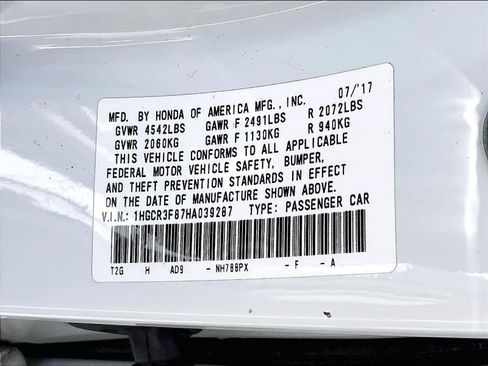 MFD. BY HONDA OF AMERICA MFG., INC. 07/'17
GVWR 4542LBS GAWR F 2491LBS R 2072LBS
GVWR 2060KG GAWR F 1130KG R 940KG
THIS VEHICLE CONFORMS TO ALL APPLICABLE
FEDERAL MOTOR VEHICLE SAFETY, BUMPER,
AND THEFT PREVENTION STANDARDS IN EFFECT
ON THE DATE OF MANUFACTURE SHOWN ABOVE.
V.I.N.: 1HGCR3F87HA039287 TYPE: PASSENGER CAR
T2G H AD9 - NH788PX - F - A